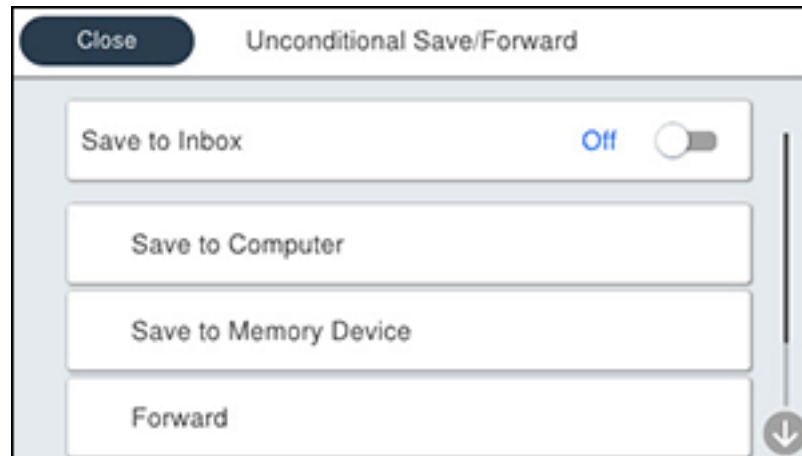 Close Unconditional Save/Forward
Save to Inbox Off
Save to Computer
Save to Memory Device
Forward